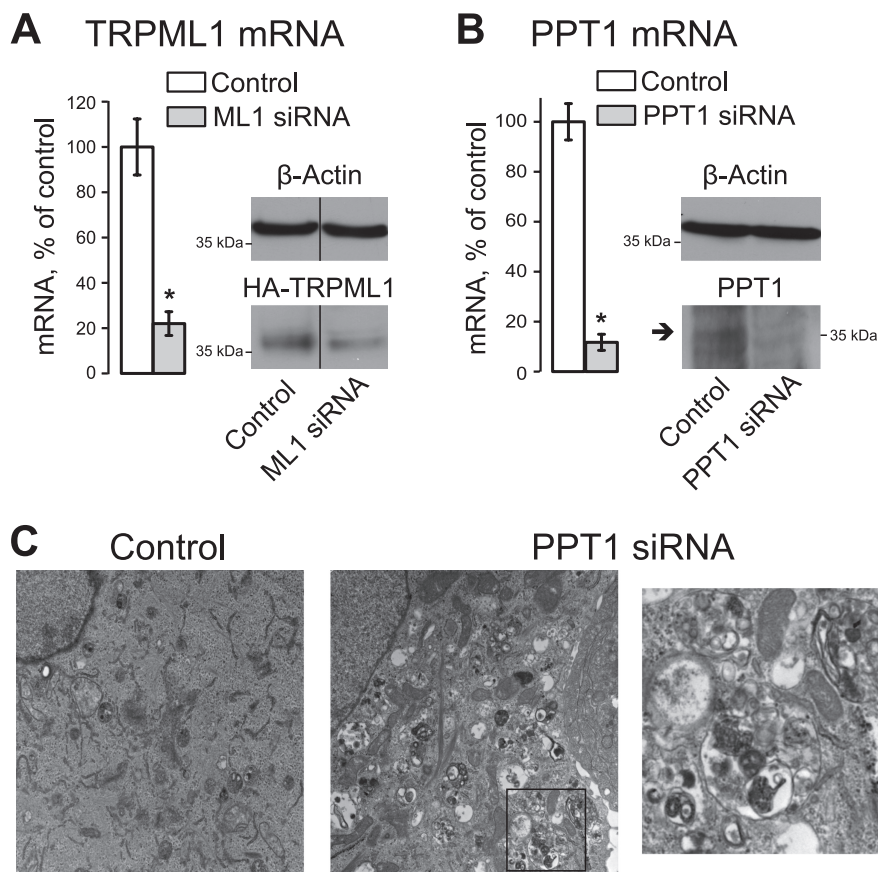 A TRPML1 mRNA
Control
ML1 siRNA
mRNA, % of control
120
100
80
60
40
20
0
*
β-Actin
35 kDa
HA-TRPML1
35 kDa
Control
ML1 siRNA
B PPT1 mRNA
Control
PPT1 siRNA
mRNA, % of control
100
80
60
40
20
0
*
β-Actin
35 kDa
PPT1
35 kDa
Control
PPT1 siRNA
C Control PPT1 siRNA